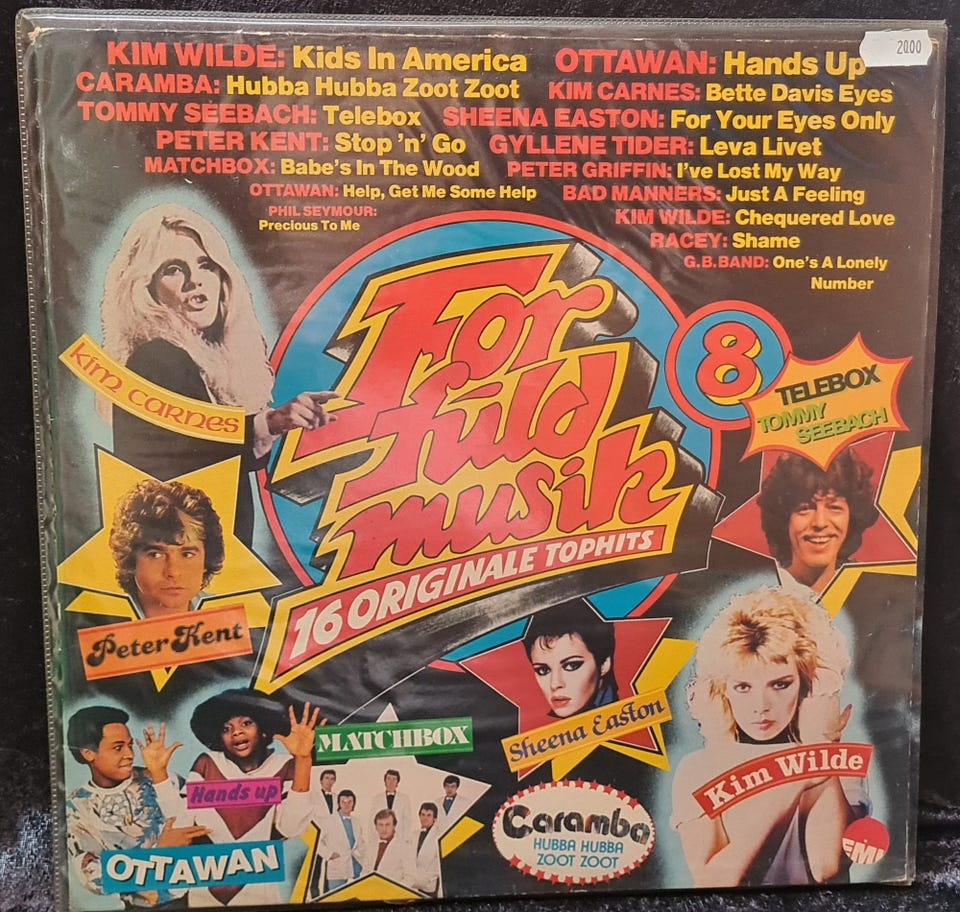 20.00
KIM WILDE: Kids In America
OTTAWAN: Hands Up
CARAMBA: Hubba Hubba Zoot Zoot
KIM CARNES: Bette Davis Eyes
TOMMY SEEBACH: Telebox
SHEENA EASTON: For Your Eyes Only
PETER KENT: Stop 'n' Go
GYLLENE TIDER: Leva Livet
MATCHBOX: Babe's In The Wood
PETER GRIFFIN: I've Lost My Way
OTTAWAN: Help, Get Me Some Help
BAD MANNERS: Just A Feeling
PHIL SEYMOUR:
Precious To Me
KIM WILDE: Chequered Love
RACEY: Shame
G.B.BAND: One's A Lonely
Number
For
fuld
musik
16 ORIGINALE TOPHITS
8
TELEBOX
TOMMY
SEEBACH
Kim Carnes
Peter Kent
Sheena Easton
MATCHBOX
Kim Wilde
Hands up
OTTAWAN
Caramba
HUBBA HUBBA
ZOOT ZOOT
EMI